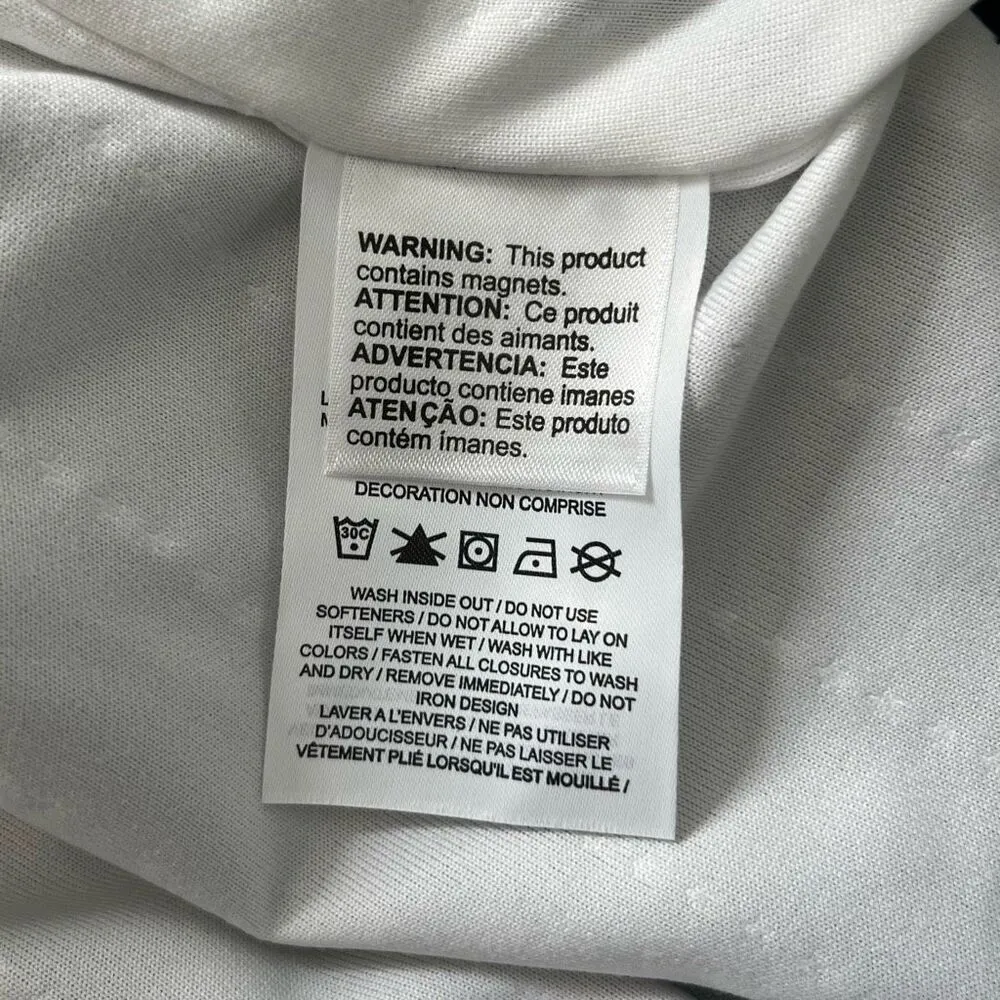 WARNING: This product
contains magnets.
ATTENTION: Ce produit
contient des aimants.
ADVERTENCIA: Este
producto contiene imanes
ATENÇÃO: Este produto
contém ímanes.
DECORATION NON COMPRISE
30C
WASH INSIDE OUT / DO NOT USE
SOFTENERS / DO NOT ALLOW TO LAY ON
ITSELF WHEN WET / WASH WITH LIKE
COLORS / FASTEN ALL CLOSURES TO WASH
AND DRY / REMOVE IMMEDIATELY / DO NOT
IRON DESIGN
LAVER A L'ENVERS / NE PAS UTILISER
D'ADOUCISSEUR / NE PAS LAISSER LE
VÊTEMENT PLIÉ LORSQU'IL EST MOUILLÉ /